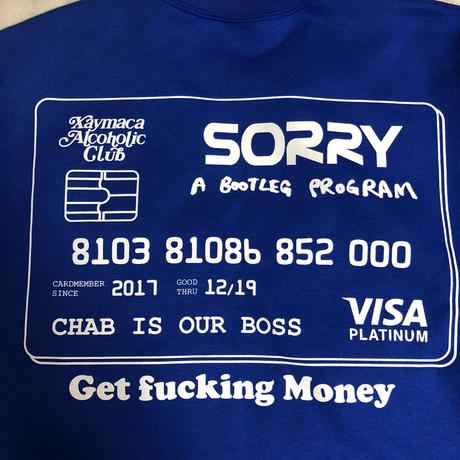 Xaymaca
Alcoholic
Club
SORRY
A BOOTLEG PROGRAM
8103 81086 852 000
CARDMEMBER SINCE 2017 GOOD THRU 12/19
CHAB IS OUR BOSS
VISA
PLATINUM
Get fucking Money